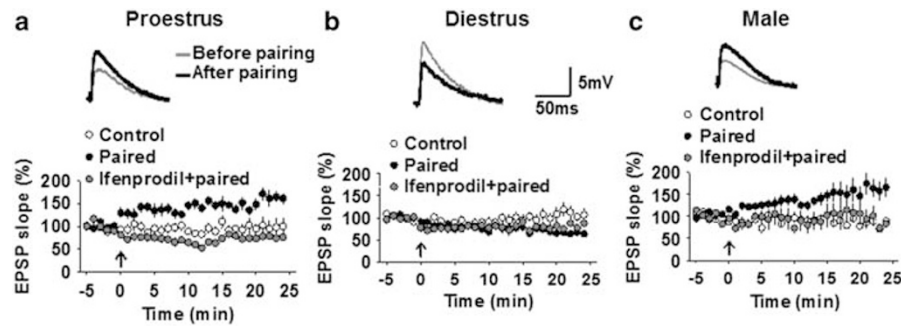 a Proestrus
Before pairing
After pairing
Control
Paired
Ifenprodil+paired
EPSP slope (%)
200
150
100
50
0
-5 0 5 10 15 20 25
Time (min)
b Diestrus
5mV
50ms
Control
Paired
Ifenprodil+paired
EPSP slope (%)
200
150
100
50
0
-5 0 5 10 15 20 25
Time (min)
c Male
Control
Paired
Ifenprodil+paired
EPSP slope (%)
200
150
100
50
0
-5 0 5 10 15 20 25
Time (min)